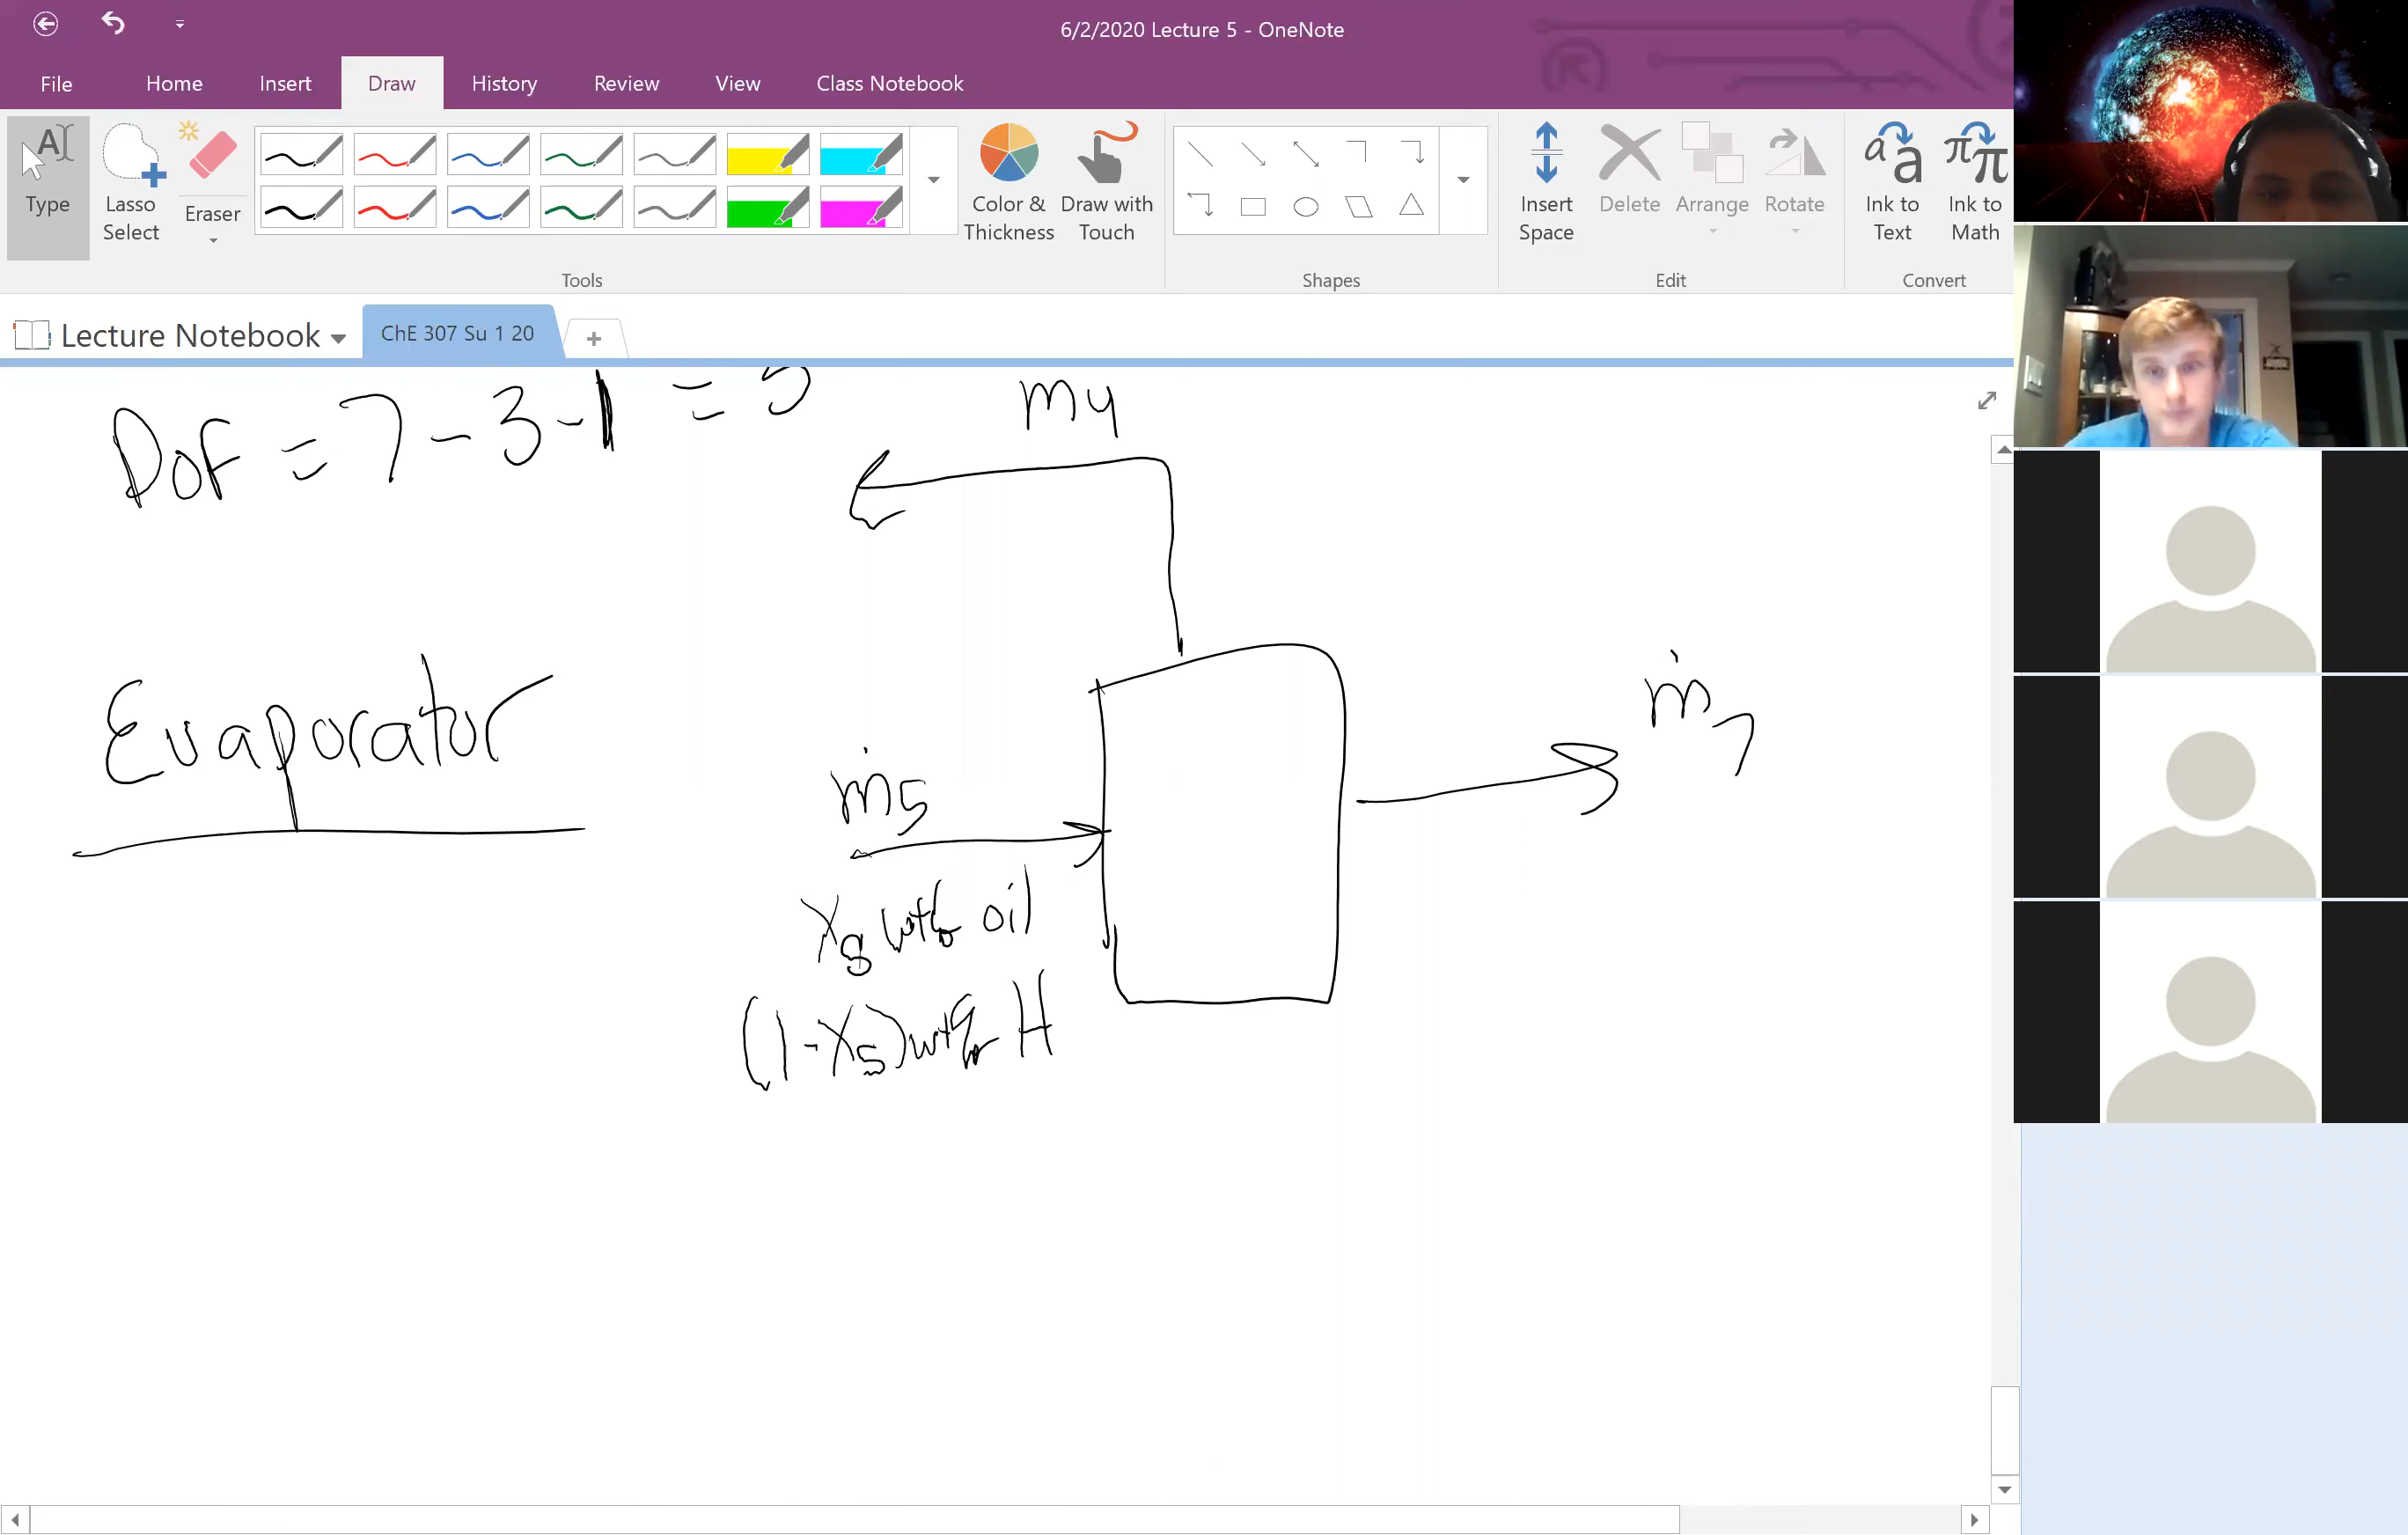 6/2/2020 Lecture 5 - OneNote
File Home Insert Draw History Review View Class Notebook
Type
Lasso Select
Eraser
Color & Thickness
Draw with Touch
Insert Space
Delete
Arrange
Rotate
Ink to Text
Ink to Math
Tools Shapes Edit Convert
Lecture Notebook
ChE 307 Su 1 20
DOF = 7 - 3 - 1 = 3
m4
Evaporator
ṁ5
ṁ7
X8 wt% oil
(1-X5) wt% H